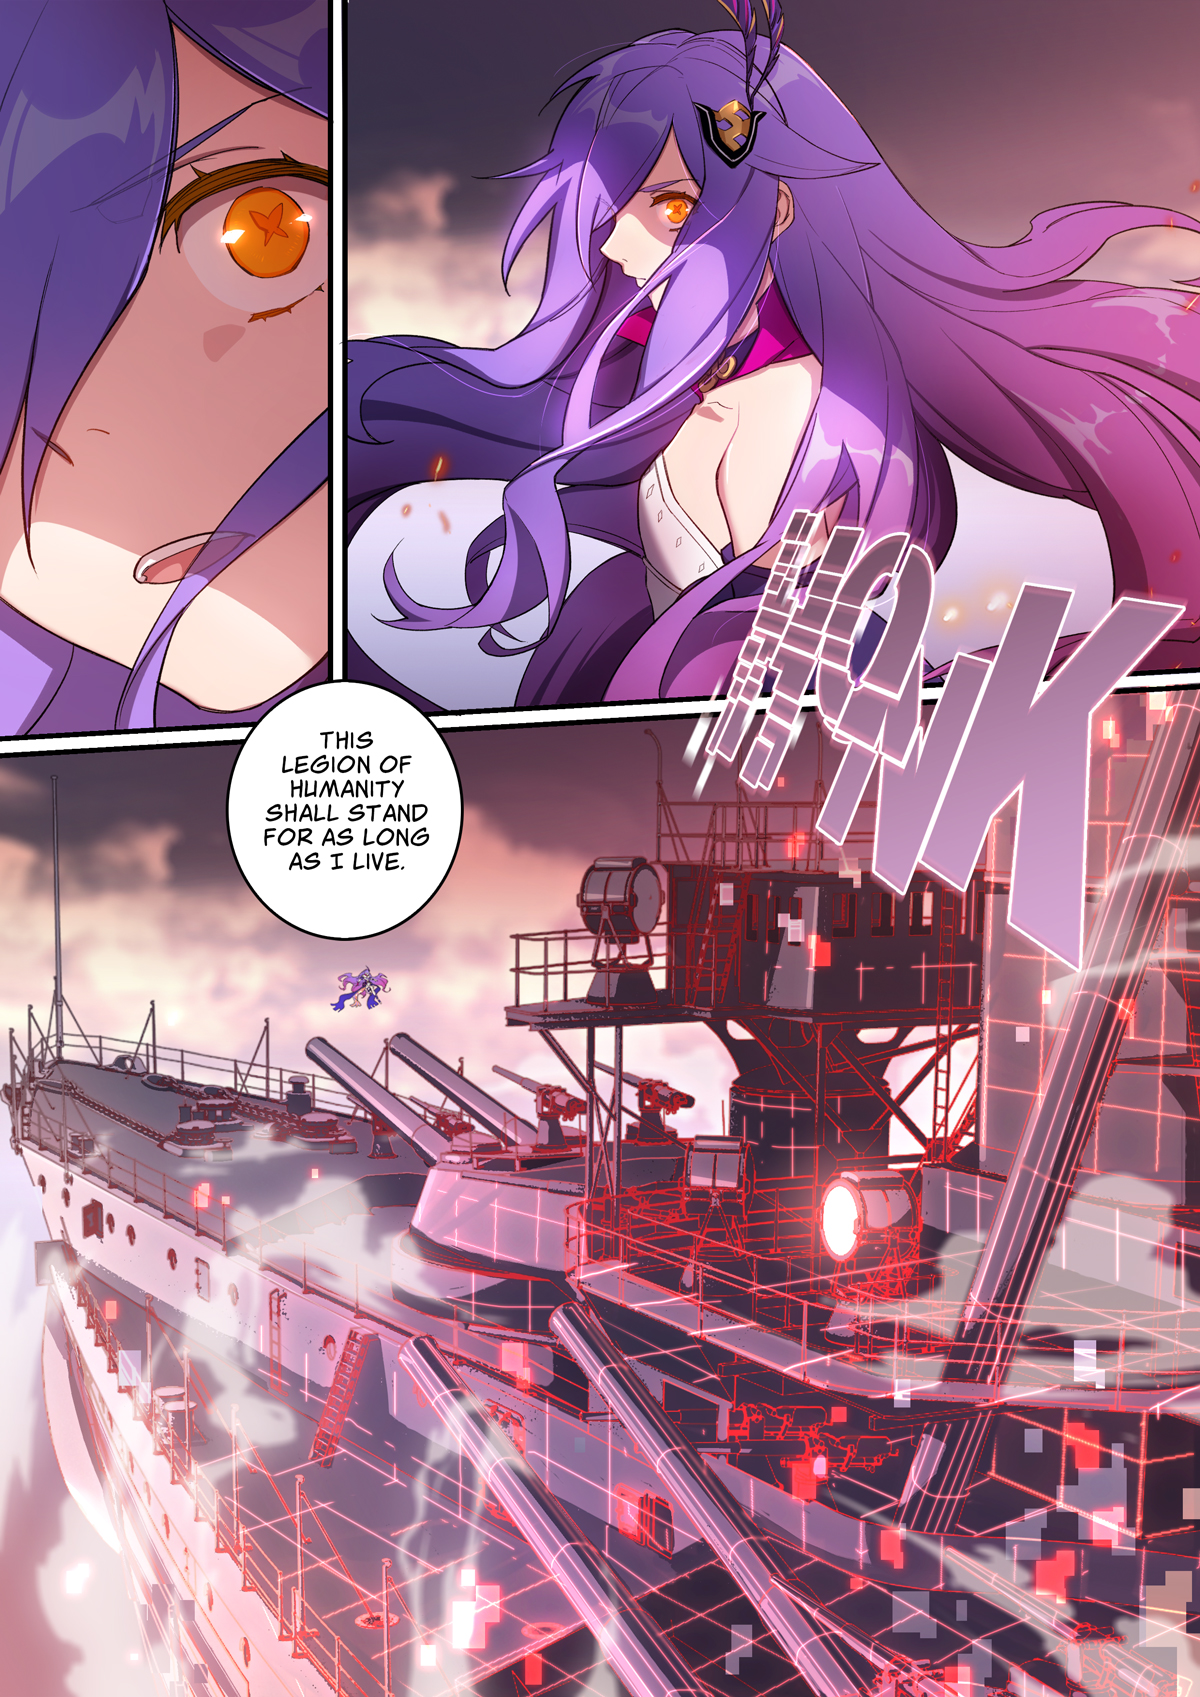 HONK
THIS
LEGION OF
HUMANITY
SHALL STAND
FOR AS LONG
AS I LIVE.